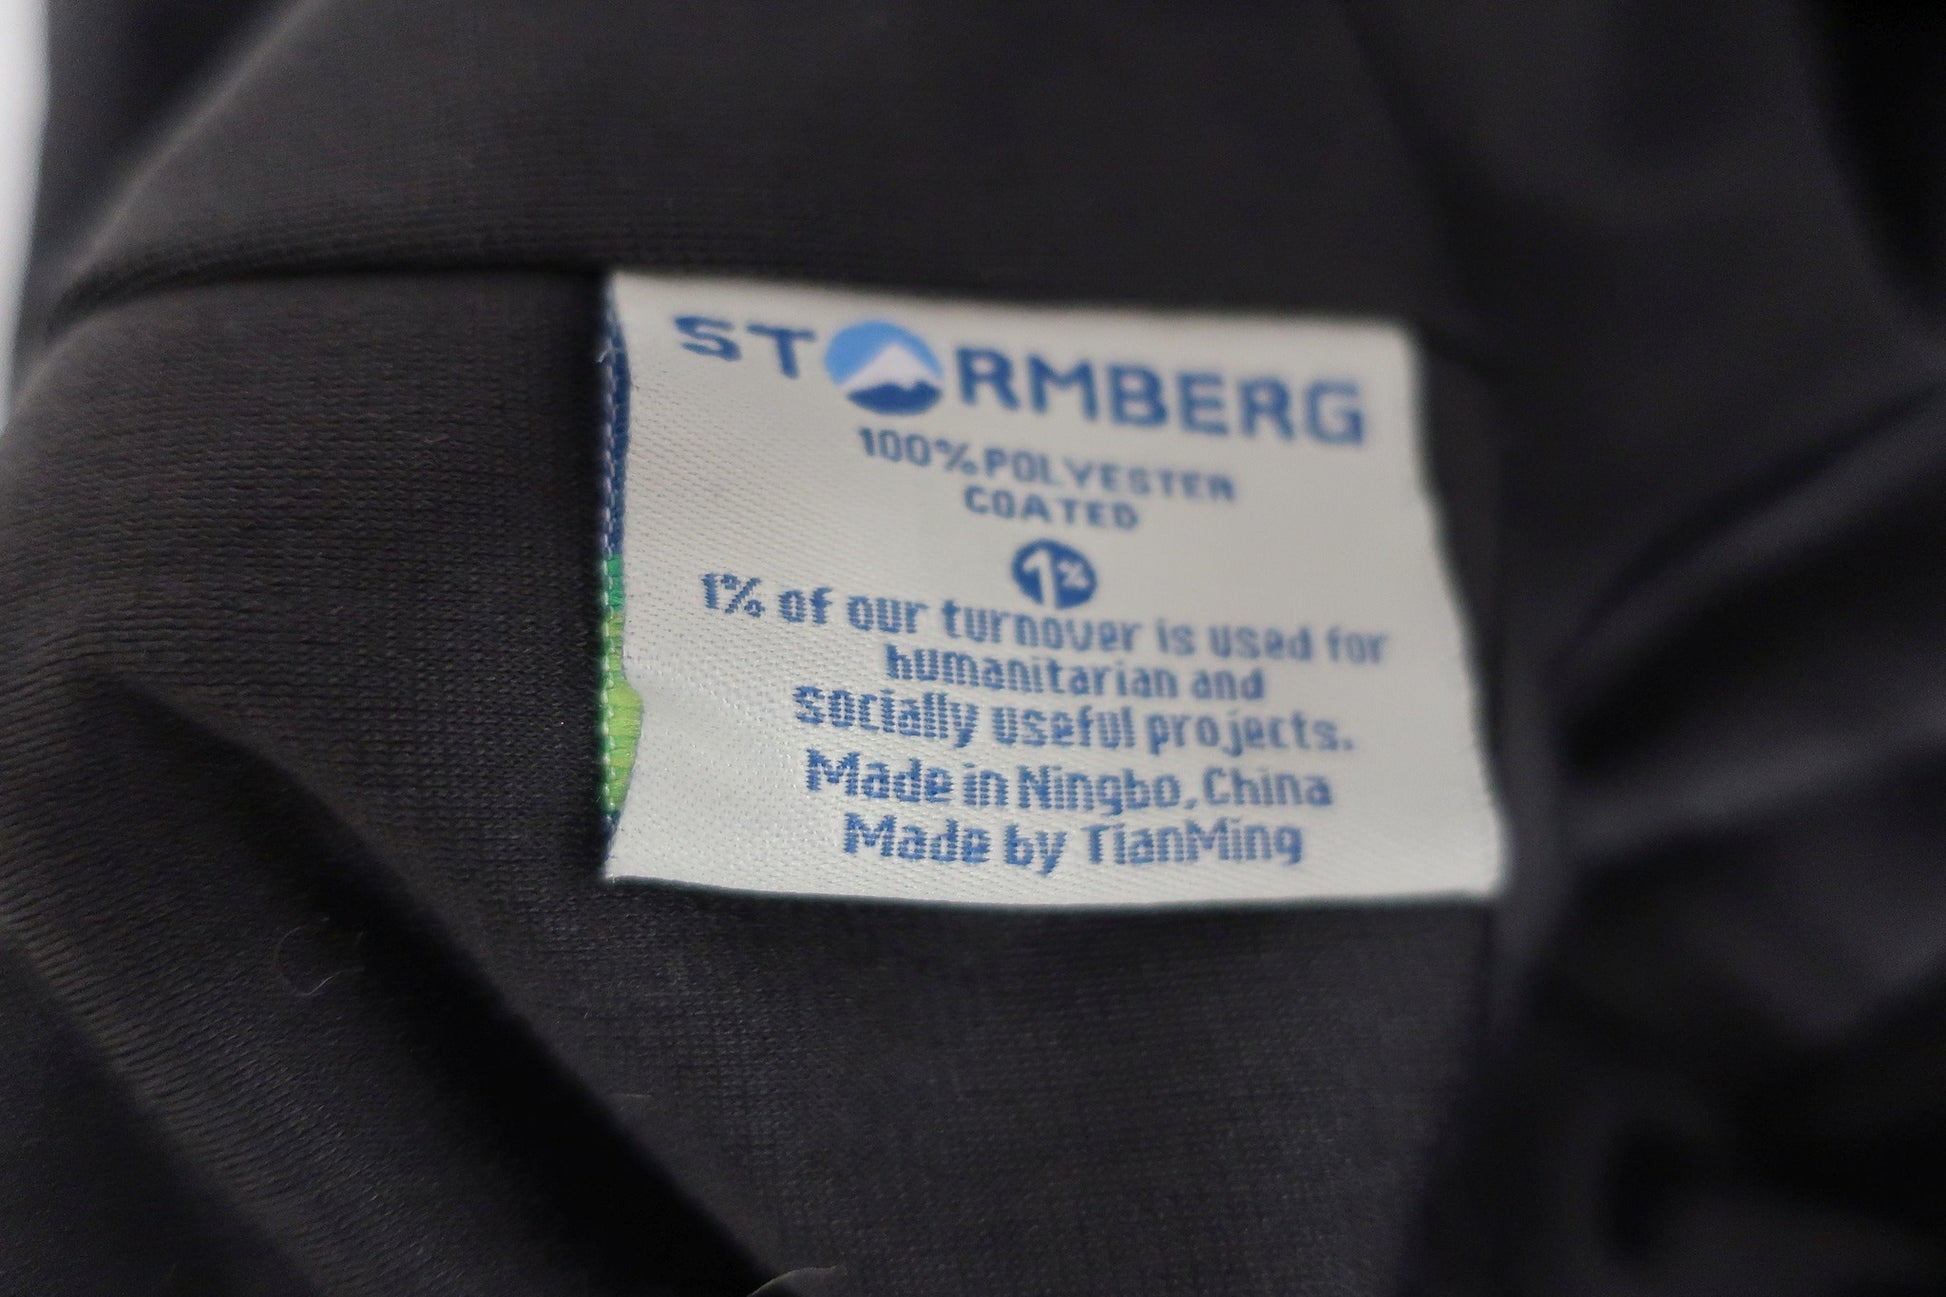 STORMBERG
100% POLYESTER
COATED
1%
1% of our turnover is used for
humanitarian and
socially useful projects.
Made in Ningbo, China
Made by TianMing